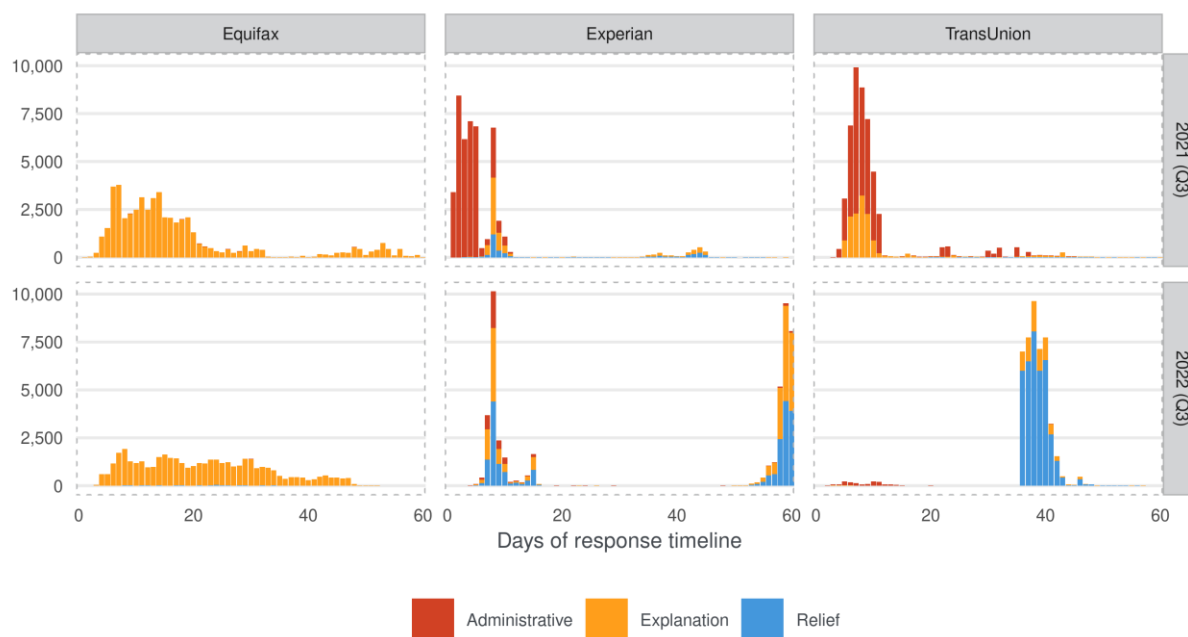 Equifax Experian TransUnion
10,000
7,500
5,000
2,500
0
2021 (Q3)
10,000
7,500
5,000
2,500
0
2022 (Q3)
0 20 40 60 0 20 40 60 0 20 40 60
Days of response timeline
Administrative Explanation Relief